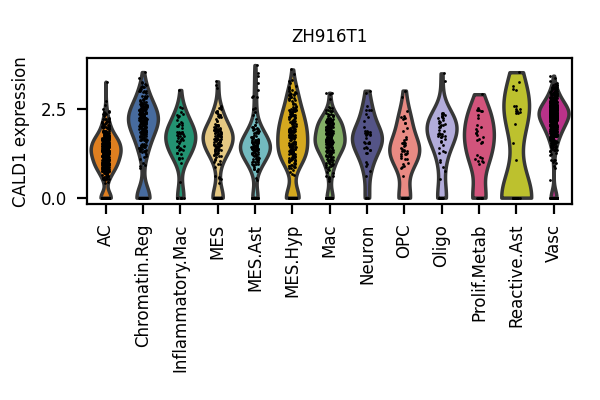 ZH916T1
CALD1 expression
2.5
0.0
AC
Chromatin.Reg
Inflammatory.Mac
MES
MES.Ast
MES.Hyp
Mac
Neuron
OPC
Oligo
Prolif.Metab
Reactive.Ast
Vasc